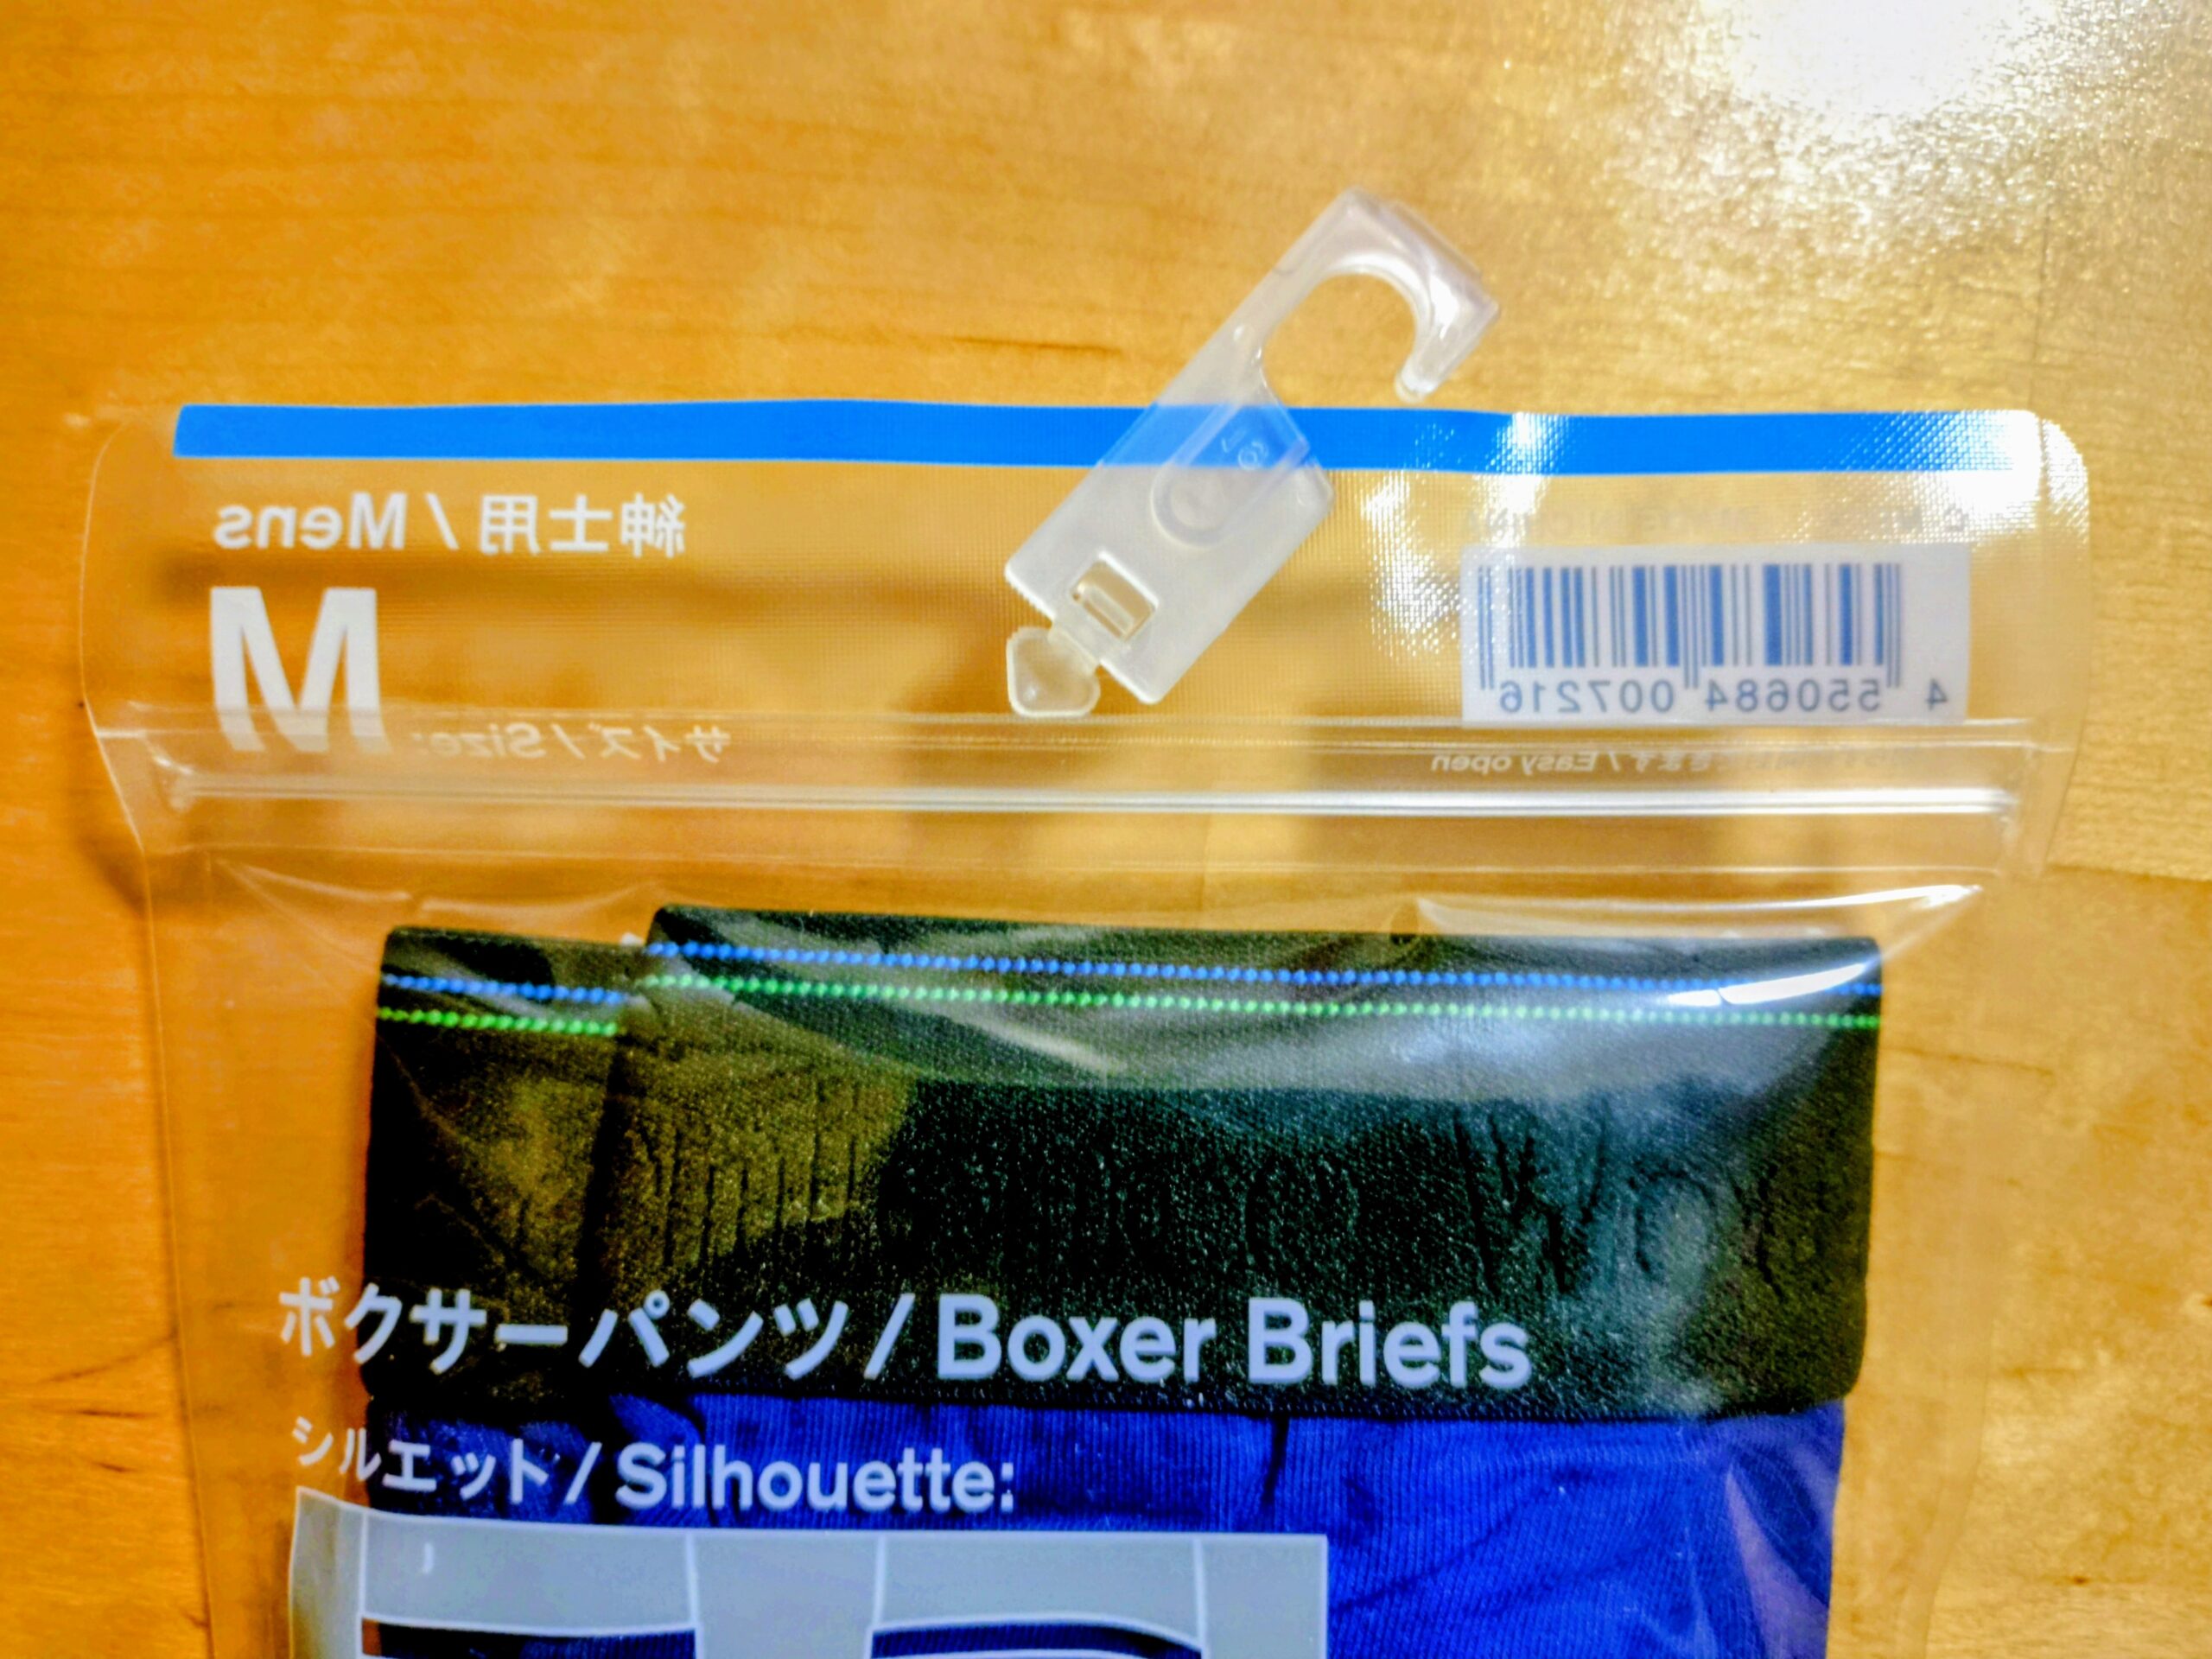 紳士用 / Mens
M
サイズ / Size:
4 550684 007216
Easy open
ボクサーパンツ / Boxer Briefs
シルエット / Silhouette: